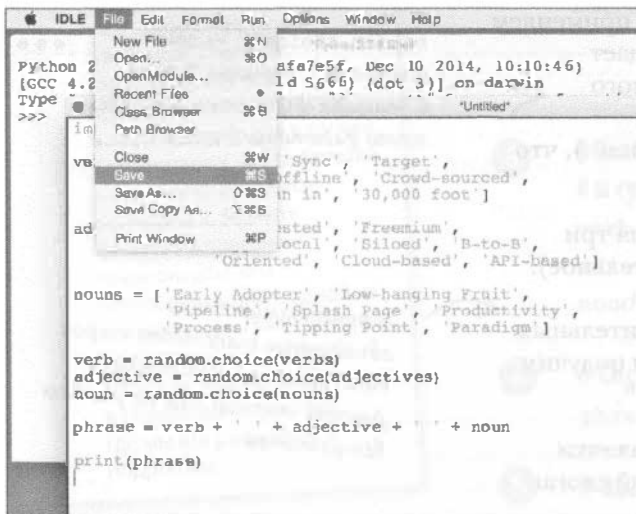 IDLE File Edit Format Run Options Window Help
New File ⌘N
Open... ⌘O
Open Module...
Recent Files
Class Browser ⌘B
Path Browser
Close ⌘W
Save ⌘S
Save As... ⇧⌘S
Save Copy As... ⌥⌘S
Print Window ⌘P
Python 2 afa7e5f, Dec 10 2014, 10:10:46)
[GCC 4.2 ld 5666) (dot 3)] on darwin
Type
>>>
*Untitled*
im
ve 'Sync', 'Target',
ffline', 'Crowd-sourced',
n in', '30,000 foot']
ad sted', 'Freemium',
ocal', 'Siloed', 'B-to-B',
'Oriented', 'Cloud-based', 'API-based']
nouns = ['Early Adopter', 'Low-hanging Fruit',
'Pipeline', 'Splash Page', 'Productivity',
'Process', 'Tipping Point', 'Paradigm']
verb = random.choice(verbs)
adjective = random.choice(adjectives)
noun = random.choice(nouns)
phrase = verb + ' ' + adjective + ' ' + noun
print(phrase)